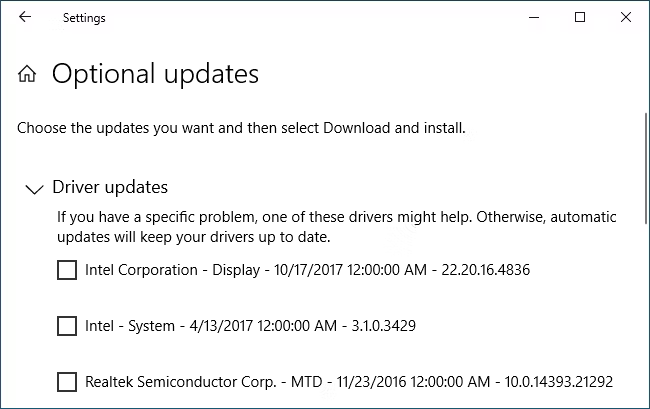 Settings
Optional updates
Choose the updates you want and then select Download and install.
Driver updates
If you have a specific problem, one of these drivers might help. Otherwise, automatic
updates will keep your drivers up to date.
Intel Corporation - Display - 10/17/2017 12:00:00 AM - 22.20.16.4836
Intel - System - 4/13/2017 12:00:00 AM - 3.1.0.3429
Realtek Semiconductor Corp. - MTD - 11/23/2016 12:00:00 AM - 10.0.14393.21292